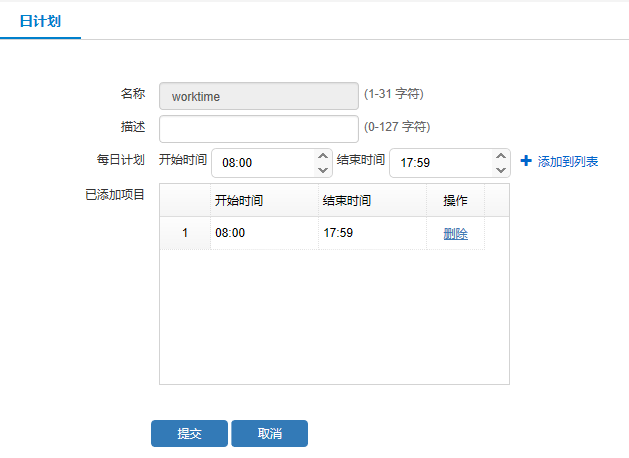 日计划
名称 worktime (1-31 字符)
描述 (0-127 字符)
每日计划 开始时间 08:00 结束时间 17:59 添加到列表
已添加项目
开始时间 结束时间 操作
1 08:00 17:59 删除
提交 取消